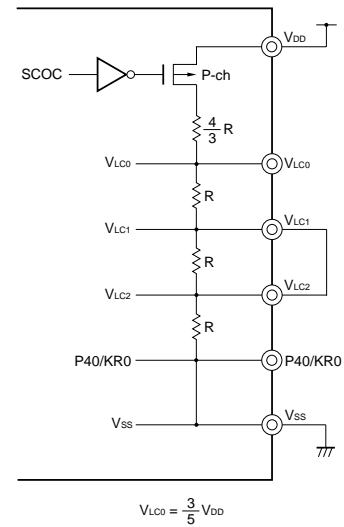 VDD
SCOC
P-ch
4/3 R
VLC0
VLC0
R
VLC1
VLC1
R
VLC2
VLC2
R
P40/KR0
P40/KR0
VSS
VSS
VLC0 = 3/5 VDD